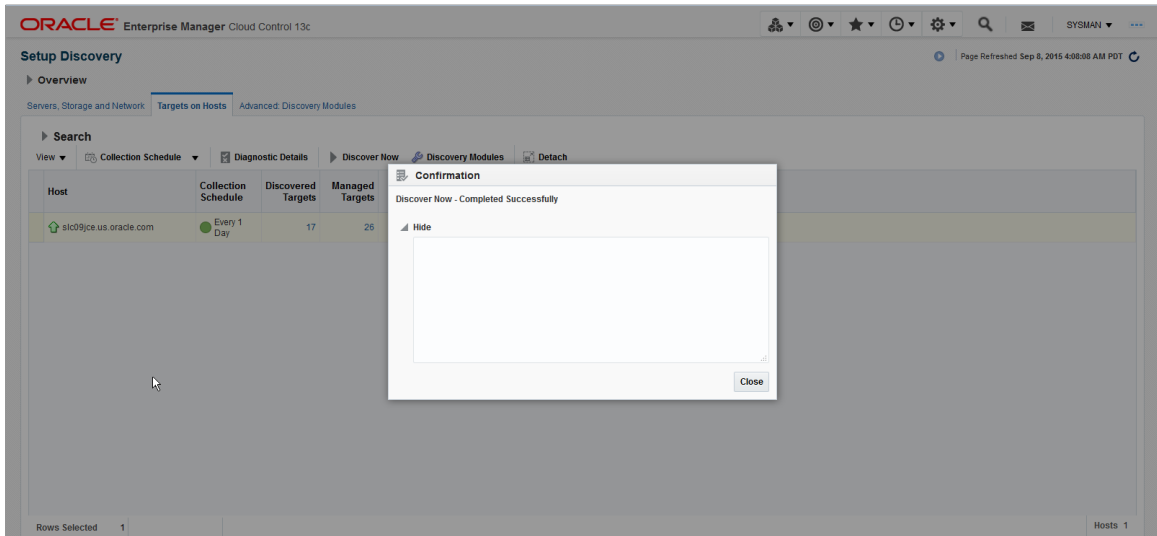 ORACLE Enterprise Manager Cloud Control 13c
SYSMAN
Setup Discovery
Page Refreshed Sep 8, 2015 4:08:08 AM PDT
Overview
Servers, Storage and Network Targets on Hosts Advanced: Discovery Modules
Search
View Collection Schedule Diagnostic Details Discover Now Discovery Modules Detach
Host Collection Schedule Discovered Targets Managed Targets
slc09jce.us.oracle.com Every 1 Day 17 26
Confirmation
Discover Now - Completed Successfully
Hide
Close
Rows Selected 1
Hosts 1